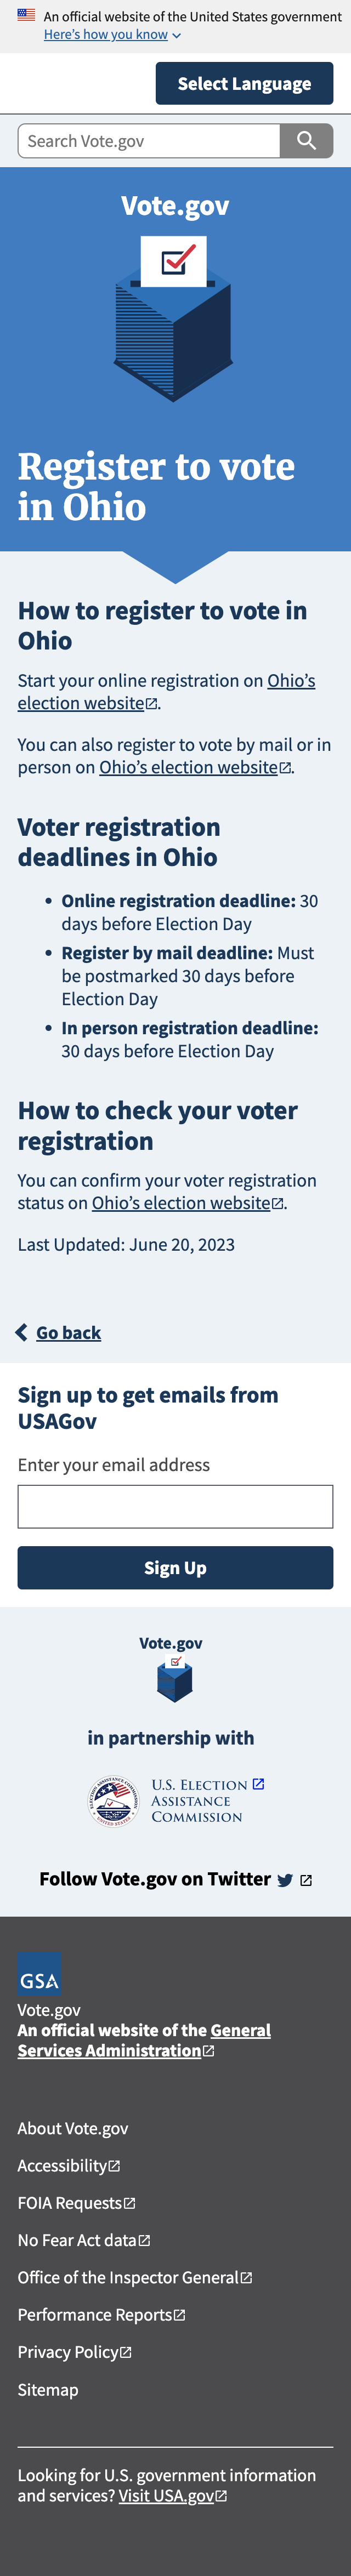 An official website of the United States government
Here’s how you know
Select Language
Search Vote.gov
Vote.gov
Register to vote
in Ohio
How to register to vote in
Ohio
Start your online registration on Ohio’s
election website.
You can also register to vote by mail or in
person on Ohio’s election website.
Voter registration
deadlines in Ohio
• Online registration deadline: 30
days before Election Day
• Register by mail deadline: Must
be postmarked 30 days before
Election Day
• In person registration deadline:
30 days before Election Day
How to check your voter
registration
You can confirm your voter registration
status on Ohio’s election website.
Last Updated: June 20, 2023
Go back
Sign up to get emails from
USAGov
Enter your email address
Sign Up
Vote.gov
in partnership with
U.S. Election
Assistance
Commission
Follow Vote.gov on Twitter
GSA
Vote.gov
An official website of the General
Services Administration
About Vote.gov
Accessibility
FOIA Requests
No Fear Act data
Office of the Inspector General
Performance Reports
Privacy Policy
Sitemap
Looking for U.S. government information
and services? Visit USA.gov